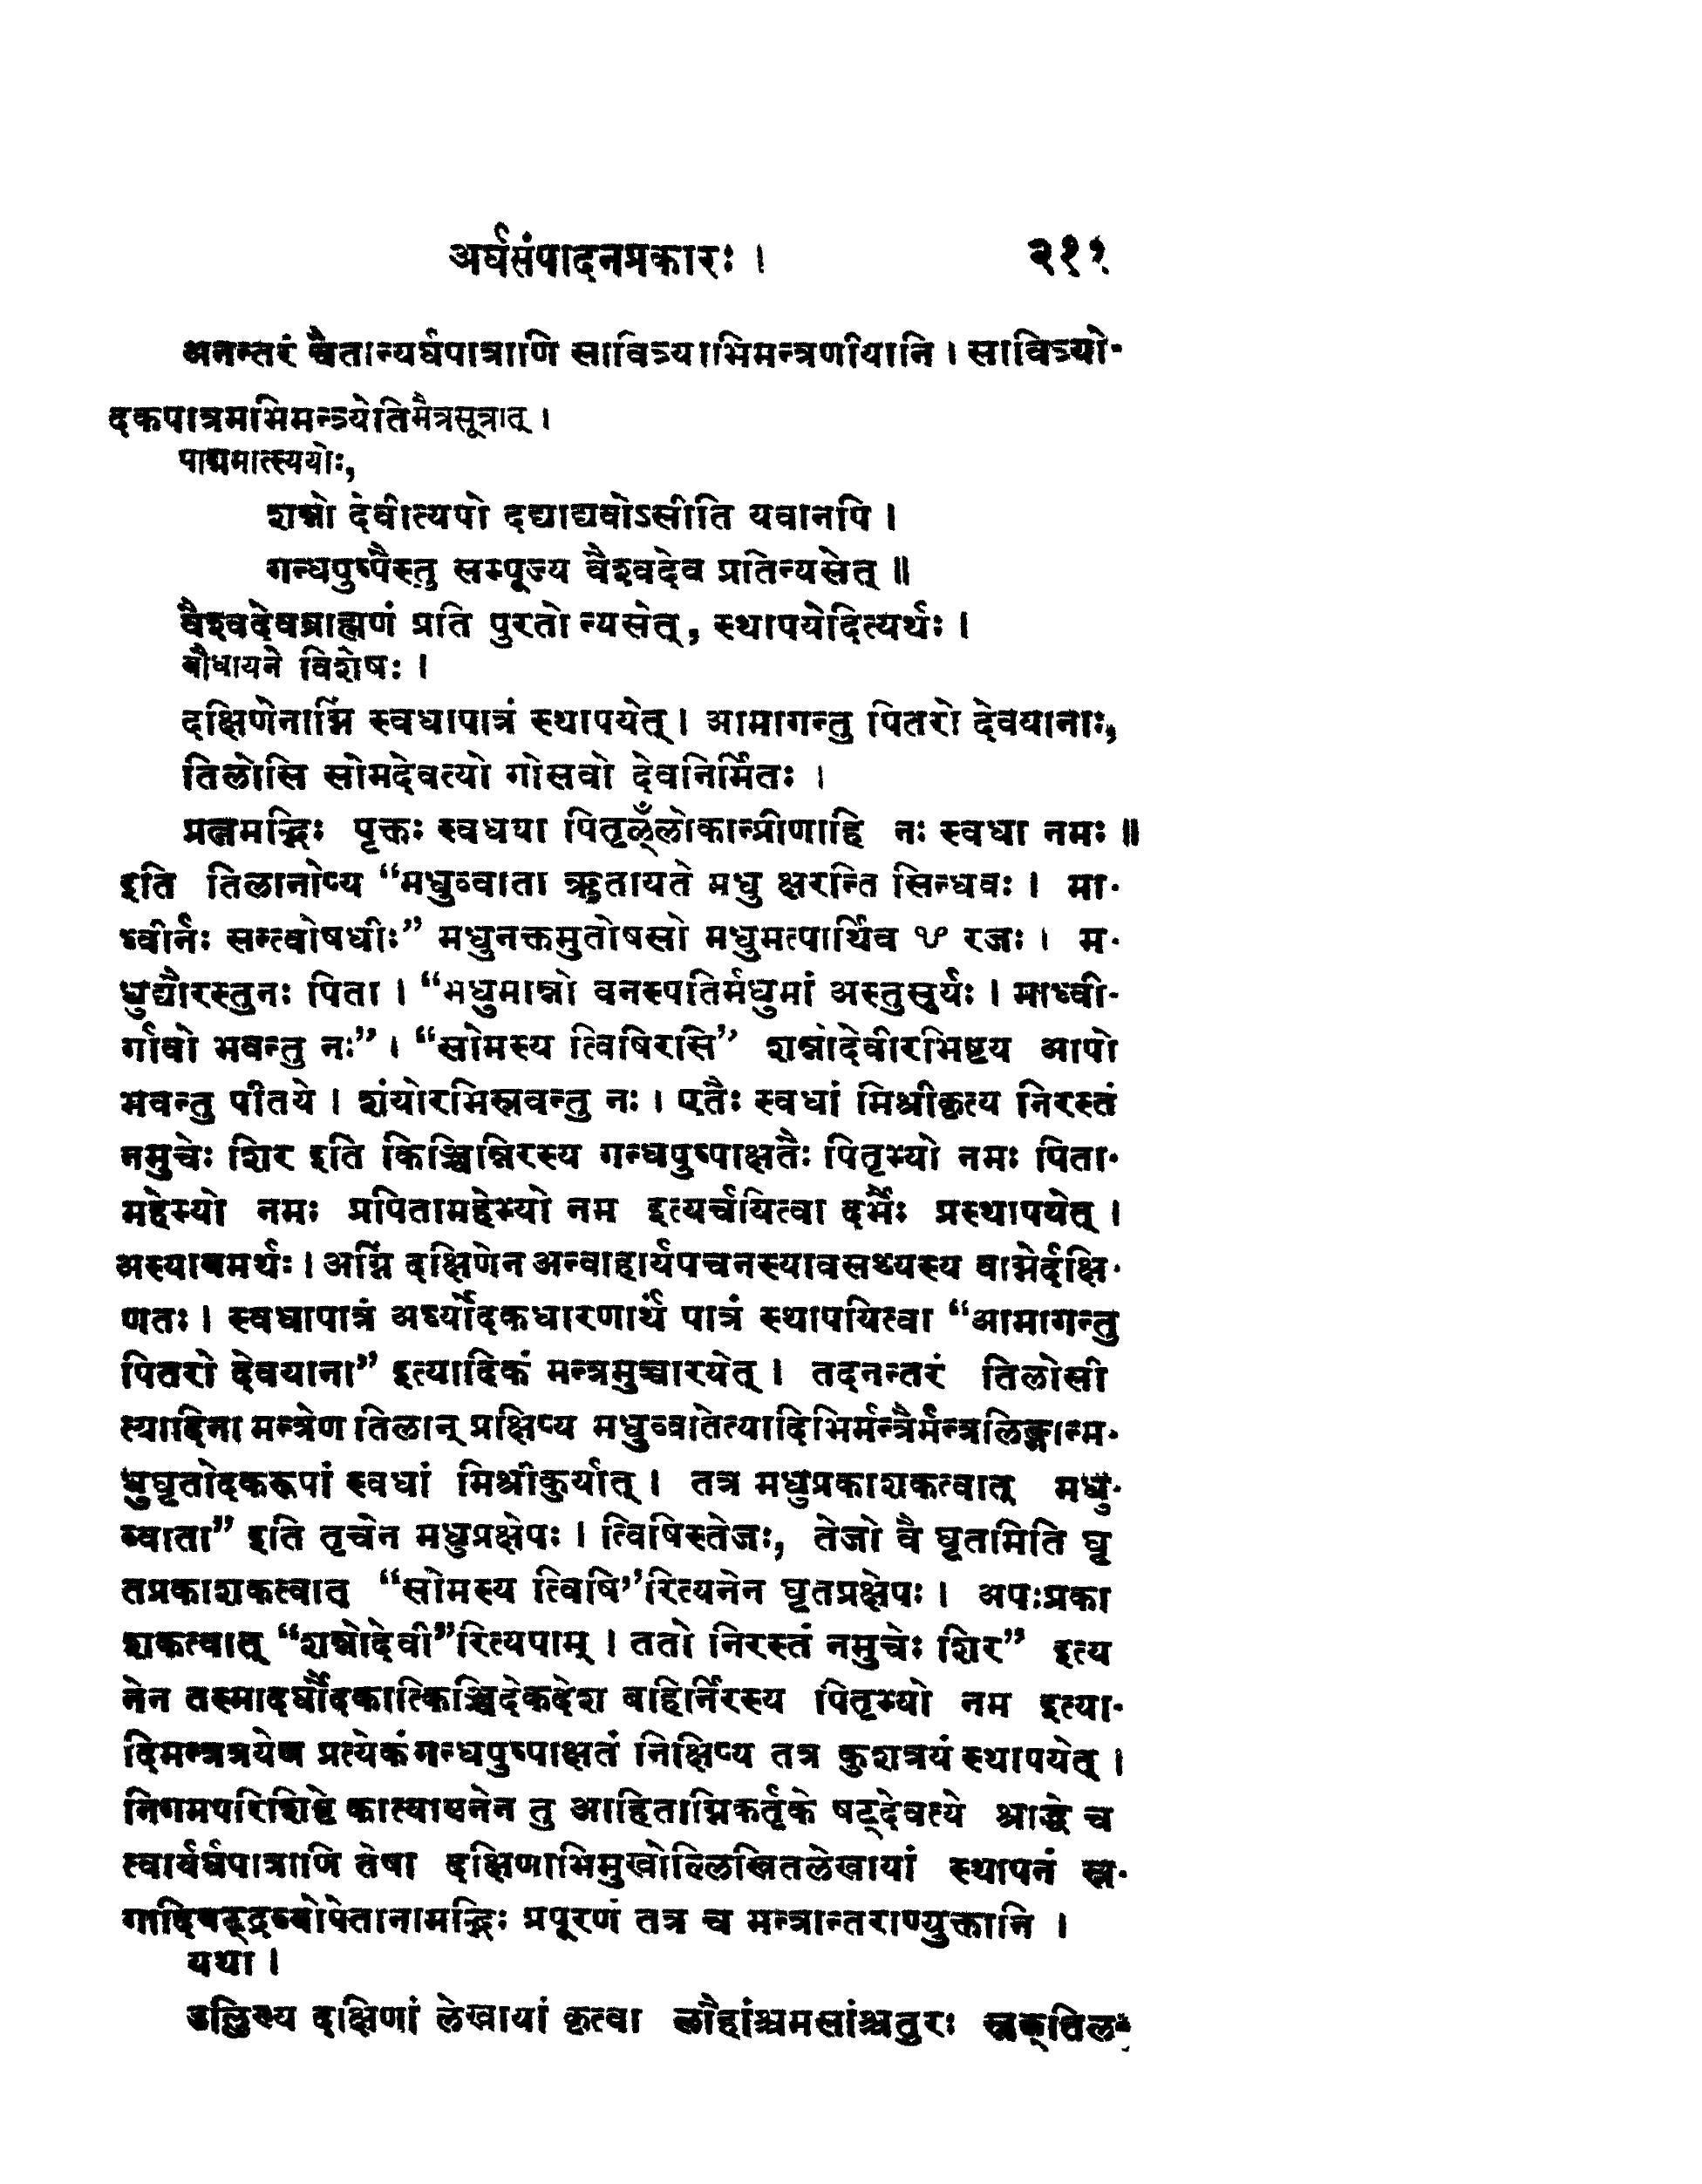 अर्घसंपादनप्रकारः । २११
अनन्तरं चैतान्यर्घपात्राणि सावित्र्याभिमन्त्रणीयानि । सावित्र्यो-
दकपात्रमभिमन्त्र्येतिमैत्रसूत्रात् ।
पाद्ममात्स्ययोः,
शन्नो देवीत्यपो दद्याद्यवोऽसीति यवानपि ।
गन्धपुष्पैस्तु सम्पूज्य वैश्वदेव प्रतिन्यसेत् ॥
वैश्वदेवब्राह्मणं प्रति पुरतो न्यसेत्, स्थापयेदित्यर्थः ।
बौधायने विशेषः ।
दक्षिणेनाग्निं स्वधापात्रं स्थापयेत् । आमागन्तु पितरो देवयानाः,
तिलोसि सोमदेवत्यो गोसवो देवनिर्मितः ।
प्रत्नमद्भिः पृक्तः स्वधया पितॄलँलोकान्प्रीणाहि नः स्वधा नमः ॥
इति तिलानोप्य “मधुव्वाता ऋतायते मधु क्षरन्ति सिन्धवः । मा-
ध्वीर्नः सन्त्वोषधीः” मधुनक्तमुतोषसो मधुमत्पार्थिव ꣳ रजः । म-
धुद्यौरस्तुनः पिता । “मधुमान्नो वनस्पतिर्मधुमां अस्तुसूर्यः । माध्वी-
र्गावो भवन्तु नः” । “सोमस्य त्विषिरसि” शन्नोदेवीरभिष्टय आपो
भवन्तु पीतये । शंयोरभिस्रवन्तु नः । एतैः स्वधां मिश्रीकृत्य निरस्तं
नमुचेः शिर इति किञ्चिन्निरस्य गन्धपुष्पाक्षतैः पितृभ्यो नमः पिता-
महेभ्यो नमः प्रपितामहेभ्यो नम इत्यर्चयित्वा दर्भैः प्रस्थापयेत् ।
अस्यायमर्थः । अग्निं दक्षिणेन अन्वाहार्यपचनस्यावसथ्यस्य वाग्नेर्दक्षि-
णतः । स्वधापात्रं अर्घ्योदकधारणार्थं पात्रं स्थापयित्वा “आमागन्तु
पितरो देवयाना” इत्यादिकं मन्त्रमुच्चारयेत् । तदनन्तरं तिलोसी
त्यादिना मन्त्रेण तिलान् प्रक्षिप्य मधुव्वातेत्यादिभिर्मन्त्रैर्मन्त्रलिङ्गान्म-
धुघृतोदकरूपां स्वधां मिश्रीकुर्यात् । तत्र मधुप्रकाशकत्वात् मधु-
व्वाता” इति तृचेन मधुप्रक्षेपः । त्विषिस्तेजः, तेजो वै घृतमिति घृ
तप्रकाशकत्वात् “सोमस्य त्विषि”रित्यनेन घृतप्रक्षेपः । अपःप्रका
शकत्वात् “शन्नोदेवी”रित्यपाम् । ततो निरस्तं नमुचेः शिर” इत्य
नेन तस्मादर्घोदकात्किञ्चिदेकदेश बहिर्निरस्य पितृभ्यो नम इत्या-
दिमन्त्रत्रयेण प्रत्येकंगन्धपुष्पाक्षतं निक्षिप्य तत्र कुशत्रयं स्थापयेत् ।
निगमपरिशिष्टे कात्यायनेन तु आहिताग्निकर्तृके षट्देवत्ये श्राद्धे च
त्वार्यर्घपात्राणि तेषा दक्षिणाभिमुखोल्लिखितलेखायां स्थापनं स्र-
गादिषट्द्रव्योपेतानामद्भिः प्रपूरणं तत्र च मन्त्रान्तराण्युक्तानि ।
यथा ।
उल्लिख्य दक्षिणां लेखायां कृत्वा लौहांश्चमसांश्चतुरः स्रक्तिल-